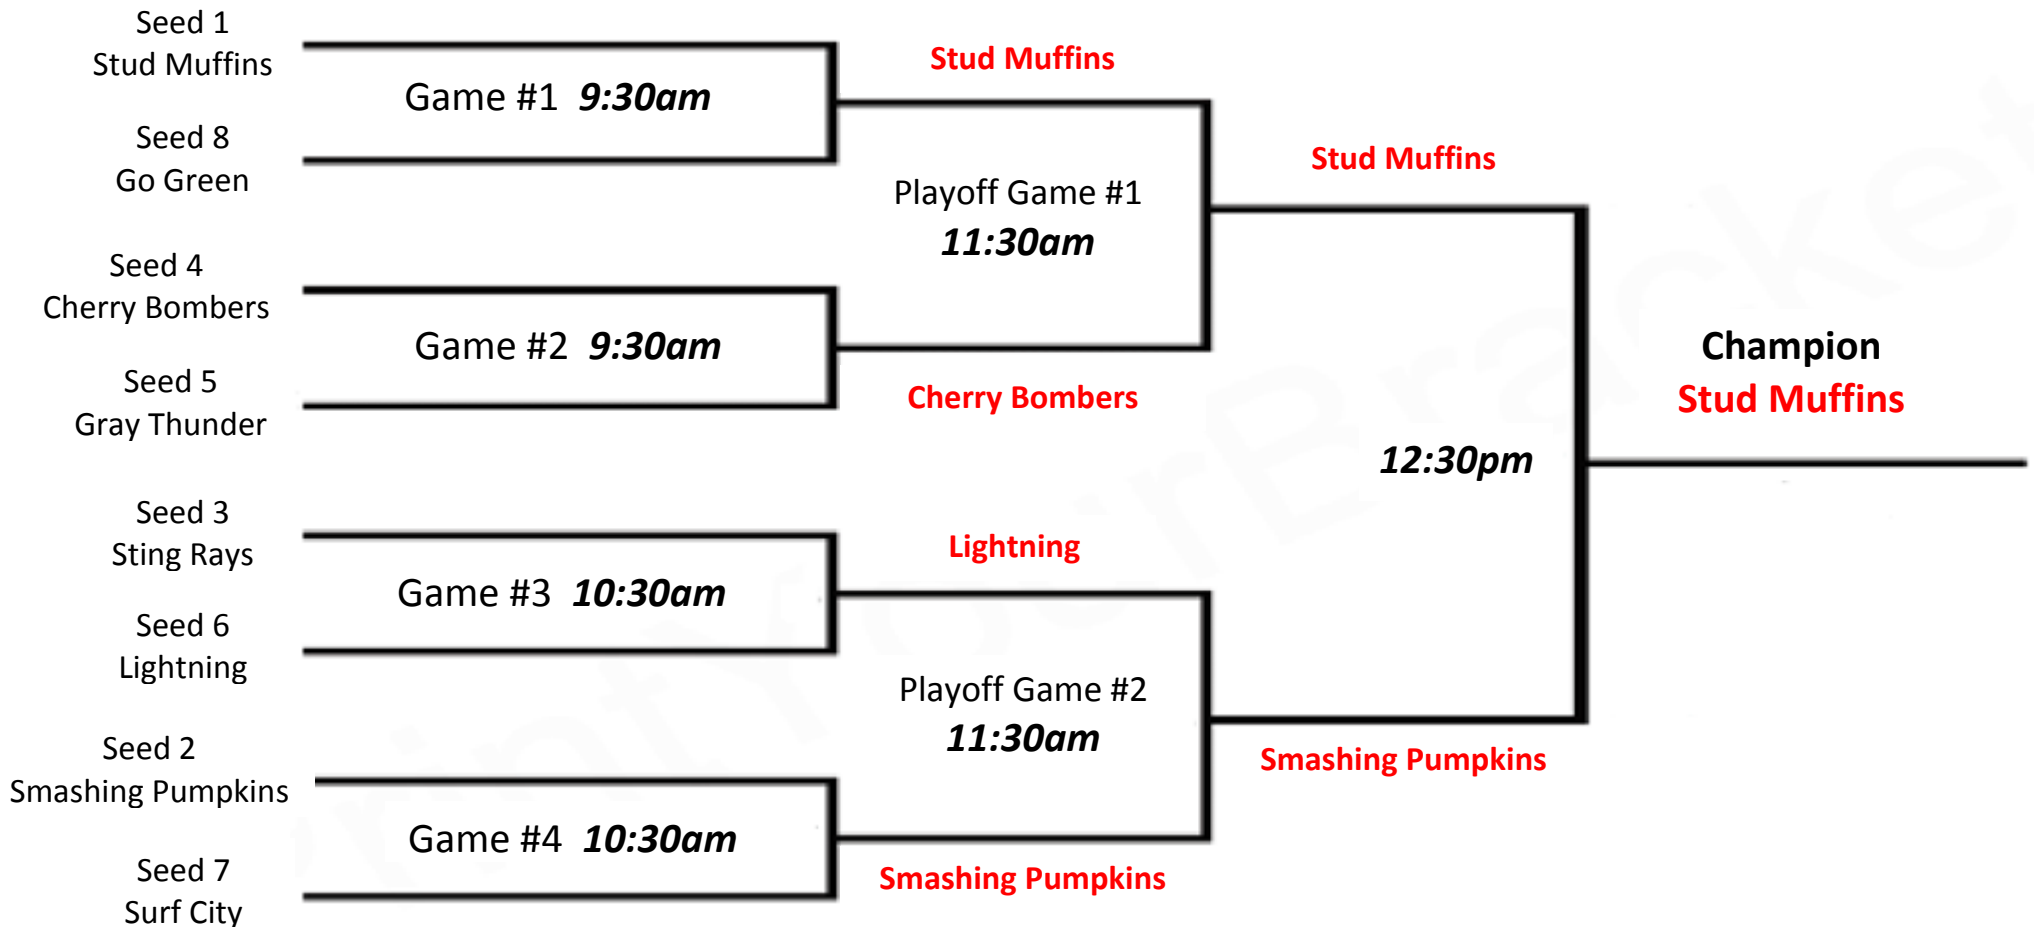 Seed 1
Stud Muffins
Game #1 9:30am
Seed 8
Go Green
Stud Muffins
Playoff Game #1
11:30am
Seed 4
Cherry Bombers
Game #2 9:30am
Seed 5
Gray Thunder
Cherry Bombers
Stud Muffins
12:30pm
Champion
Stud Muffins
Seed 3
Sting Rays
Game #3 10:30am
Seed 6
Lightning
Lightning
Playoff Game #2
11:30am
Seed 2
Smashing Pumpkins
Game #4 10:30am
Seed 7
Surf City
Smashing Pumpkins
Smashing Pumpkins
PrintYourBracket